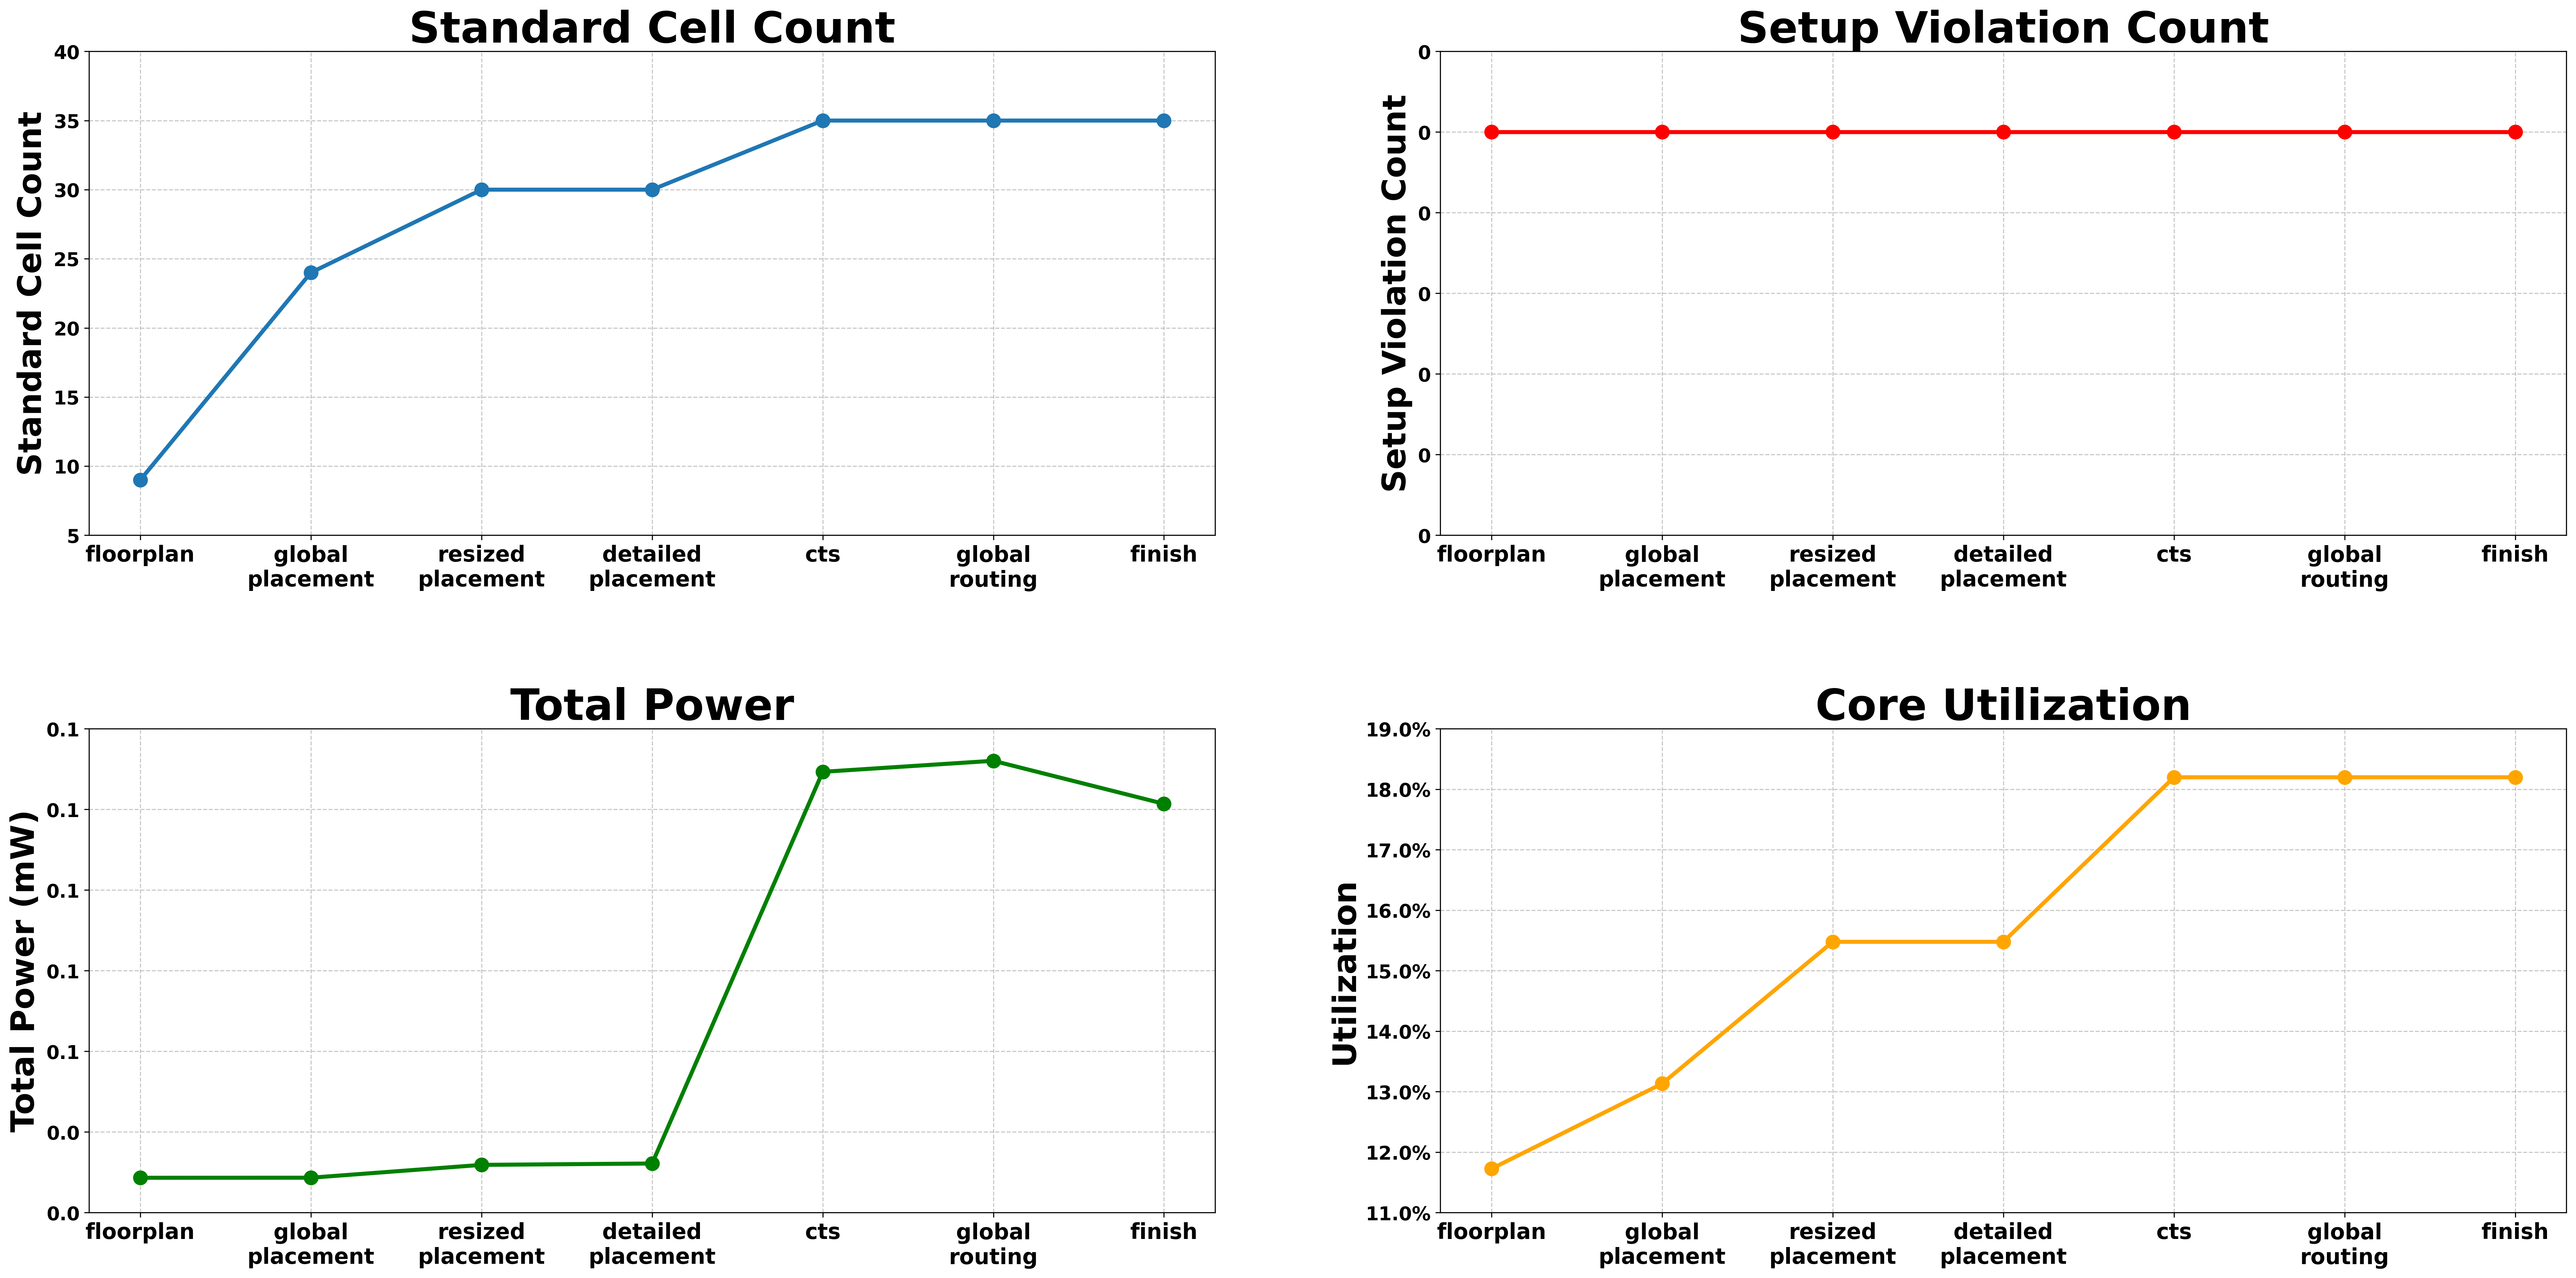 Standard Cell Count
Standard Cell Count
40
35
30
25
20
15
10
5
floorplan
global
placement
resized
placement
detailed
placement
cts
global
routing
finish
Setup Violation Count
Setup Violation Count
0
0
0
0
0
0
0
floorplan
global
placement
resized
placement
detailed
placement
cts
global
routing
finish
Total Power
Total Power (mW)
0.1
0.1
0.1
0.1
0.1
0.0
0.0
floorplan
global
placement
resized
placement
detailed
placement
cts
global
routing
finish
Core Utilization
Utilization
19.0%
18.0%
17.0%
16.0%
15.0%
14.0%
13.0%
12.0%
11.0%
floorplan
global
placement
resized
placement
detailed
placement
cts
global
routing
finish